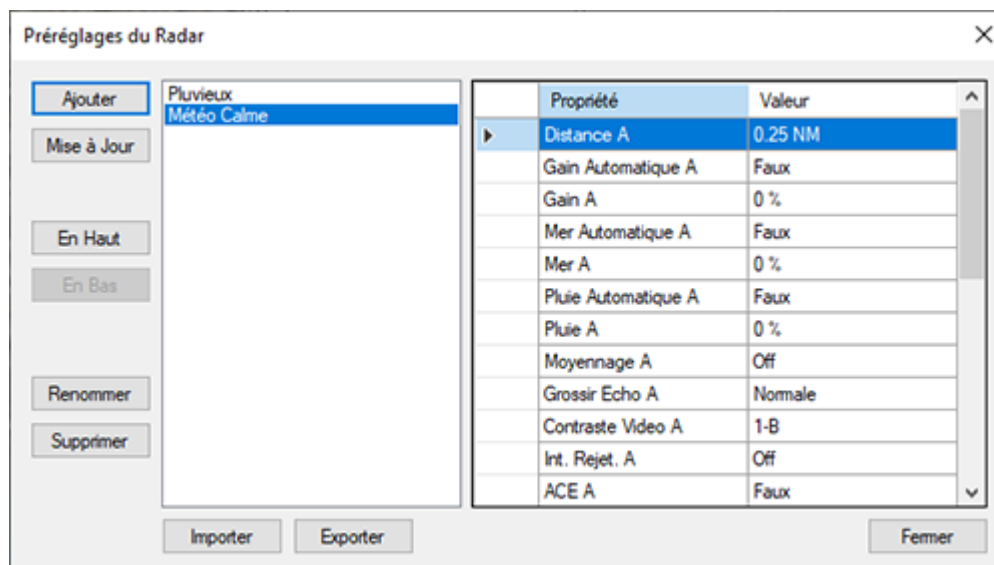 Préréglages du Radar
Ajouter
Mise à Jour
En Haut
En Bas
Renommer
Supprimer
Pluvieux
Météo Calme
Propriété Valeur
Distance A 0.25 NM
Gain Automatique A Faux
Gain A 0 %
Mer Automatique A Faux
Mer A 0 %
Pluie Automatique A Faux
Pluie A 0 %
Moyennage A Off
Grossir Echo A Normale
Contraste Video A 1-B
Int. Rejet. A Off
ACE A Faux
Importer Exporter Fermer